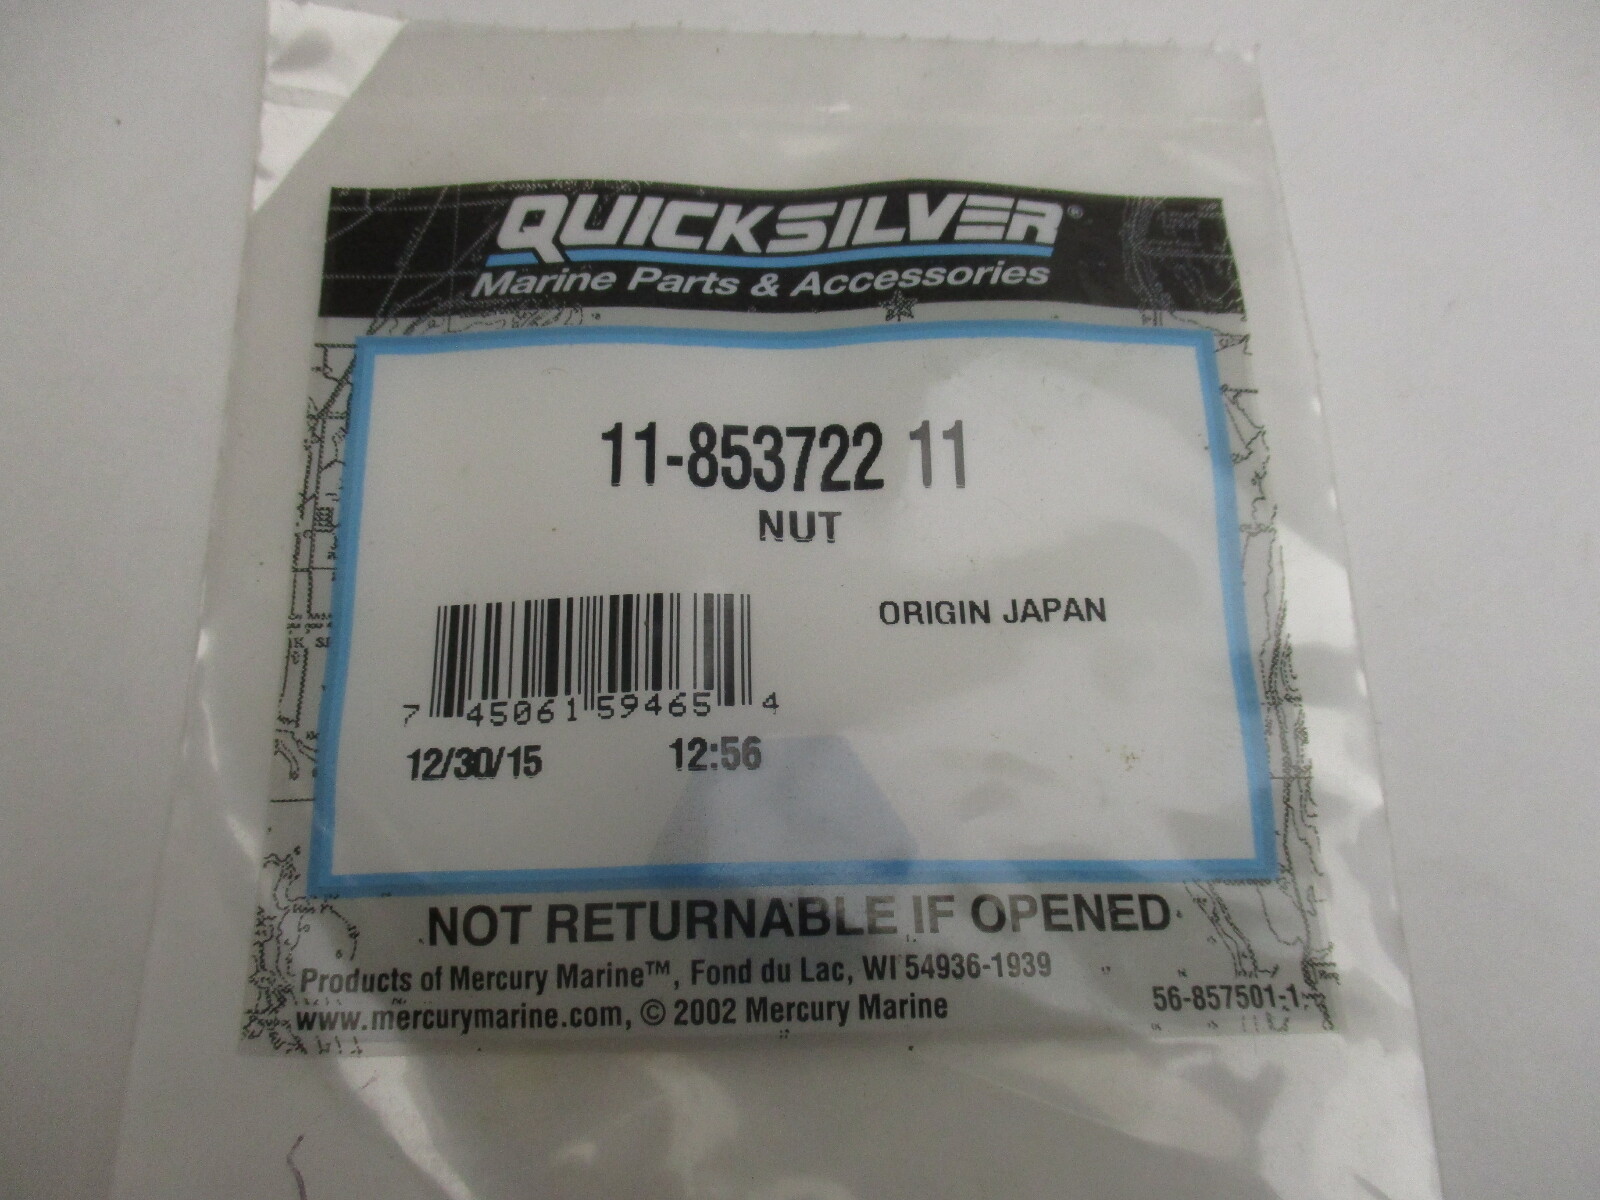 QUICKSILVER®
Marine Parts & Accessories
11-853722 11
NUT
ORIGIN JAPAN
7 45061 59465 4
12/30/15 12:56
NOT RETURNABLE IF OPENED
Products of Mercury Marine™, Fond du Lac, WI 54936-1939
www.mercurymarine.com, © 2002 Mercury Marine
56-857501-1